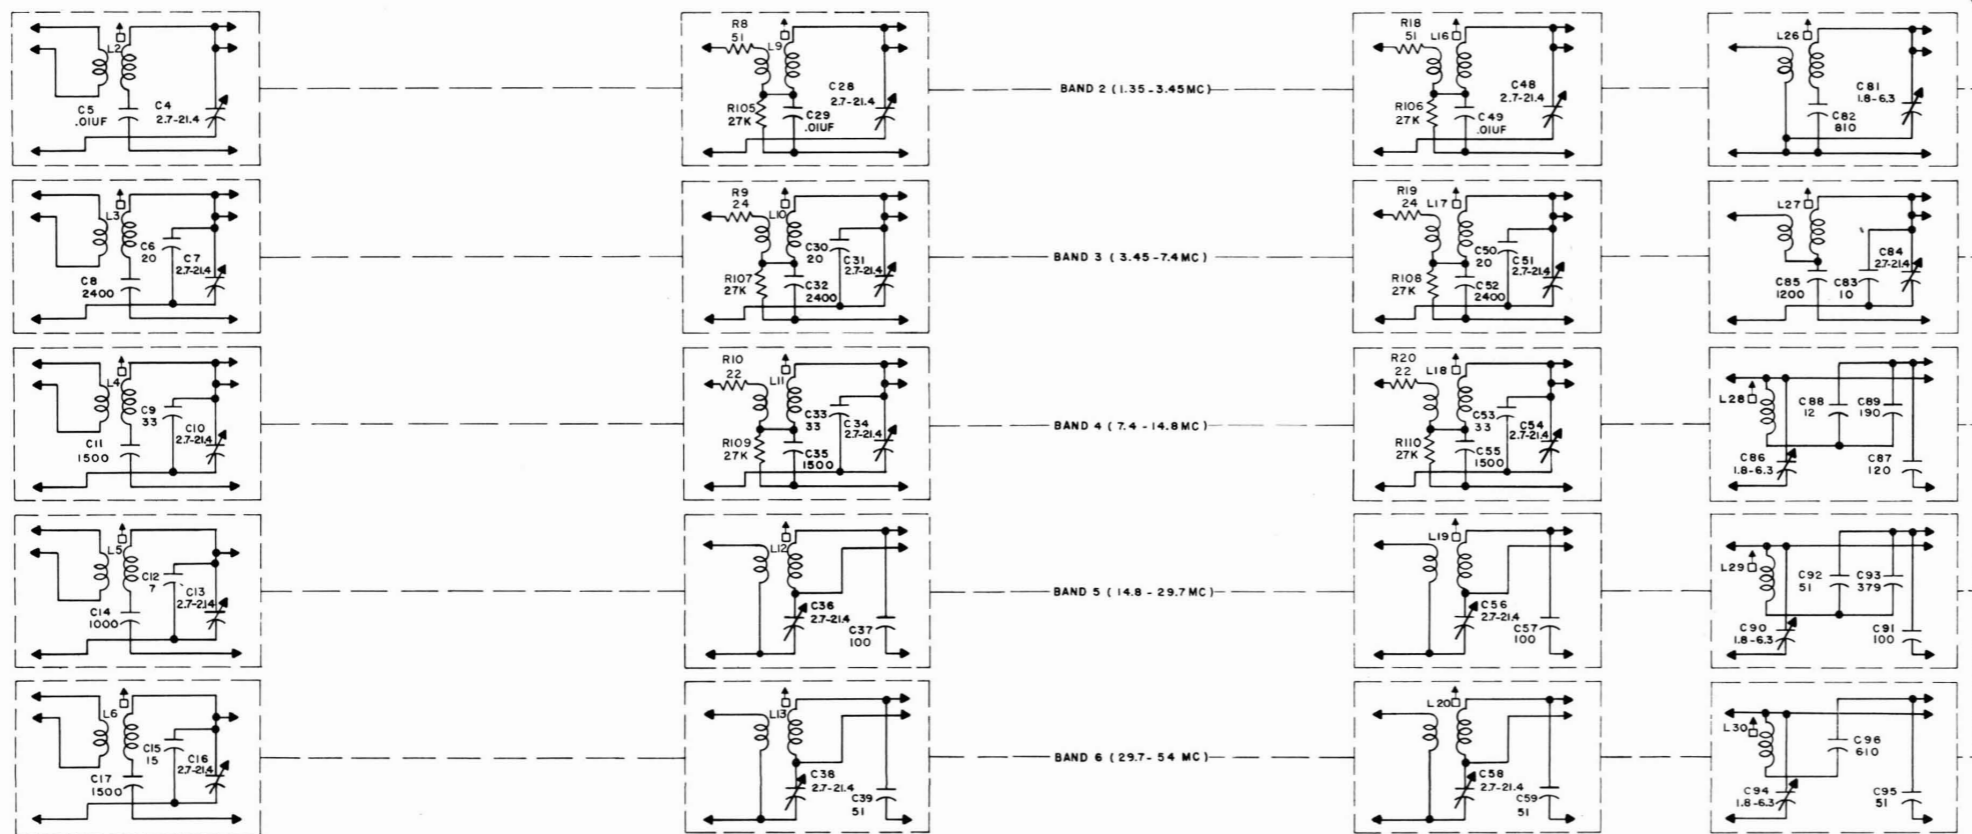 L2
C5
.01UF
C4
2.7-21.4
R8
51
L9
R105
27K
C28
2.7-21.4
C29
.01UF
BAND 2 (1.35-3.45MC)
R18
51
L16
R106
27K
C48
2.7-21.4
C49
.01UF
L26
C81
1.8-6.3
C82
810
L3
C6
20
C7
2.7-21.4
C8
2400
R9
24
L10
R107
27K
C30
20
C31
2.7-21.4
C32
2400
BAND 3 (3.45-7.4MC)
R19
24
L17
R108
27K
C50
20
C51
2.7-21.4
C52
2400
L27
C84
2.7-21.4
C85
1200
C83
10
L4
C9
33
C10
2.7-21.4
C11
1500
R10
22
L11
R109
27K
C33
33
C34
2.7-21.4
C35
1500
BAND 4 (7.4-14.8MC)
R20
22
L18
R110
27K
C53
33
C54
2.7-21.4
C55
1500
L28
C88
12
C89
190
C86
1.8-6.3
C87
120
L5
C12
7
C13
2.7-21.4
C14
1000
L12
C36
2.7-21.4
C37
100
BAND 5 (14.8-29.7MC)
L19
C56
2.7-21.4
C57
100
L29
C92
51
C93
379
C90
1.8-6.3
C91
100
L6
C15
15
C16
2.7-21.4
C17
1500
L13
C38
2.7-21.4
C39
51
BAND 6 (29.7-54 MC)
L20
C58
2.7-21.4
C59
51
L30
C96
610
C94
1.8-6.3
C95
51